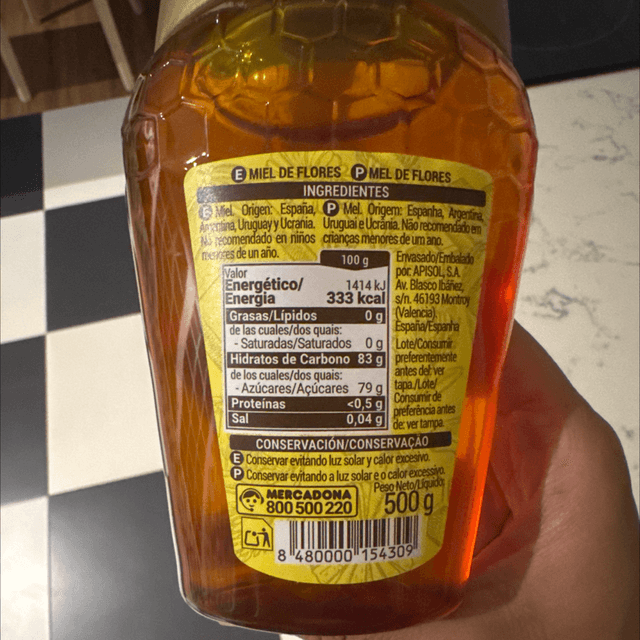 E MIEL DE FLORES P MEL DE FLORES
INGREDIENTES
E Miel. Origen: España,
Argentina, Uruguay y Ucrania.
No recomendado en niños
menores de un año.
P Mel. Origem: Espanha, Argentina,
Uruguai e Ucrânia. Não recomendado em
crianças menores de um ano.
100 g
Valor
Energético/ 1414 kJ
Energia 333 kcal
Grasas/Lípidos 0 g
de las cuales/dos quais:
- Saturadas/Saturados 0 g
Hidratos de Carbono 83 g
de los cuales/dos quais:
- Azúcares/Açúcares 79 g
Proteínas <0,5 g
Sal 0,04 g
Envasado/Embalado
por: APISOL, S.A.
Av. Blasco Ibáñez,
s/n. 46193 Montroy
(Valencia).
España/Espanha
Lote/Consumir
preferentemente
antes del: ver
tapa./Lote/
Consumir de
preferência antes
de: ver tampa.
CONSERVACIÓN/CONSERVAÇÃO
E Conservar evitando luz solar y calor excesivo.
P Conservar evitando a luz solar e o calor excessivo.
MERCADONA
800 500 220
Peso Neto/Líquido:
500 g
8 480000 154309